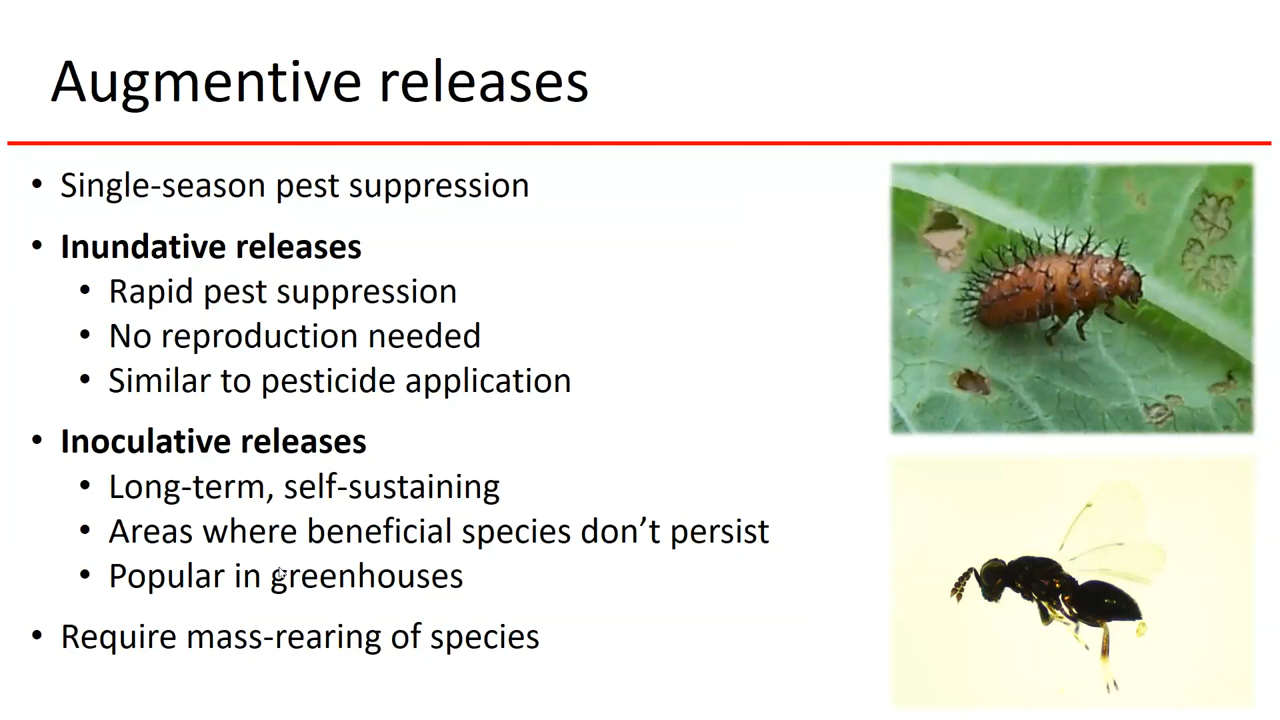 Augmentive releases
• Single-season pest suppression
• Inundative releases
• Rapid pest suppression
• No reproduction needed
• Similar to pesticide application
• Inoculative releases
• Long-term, self-sustaining
• Areas where beneficial species don’t persist
• Popular in greenhouses
• Require mass-rearing of species